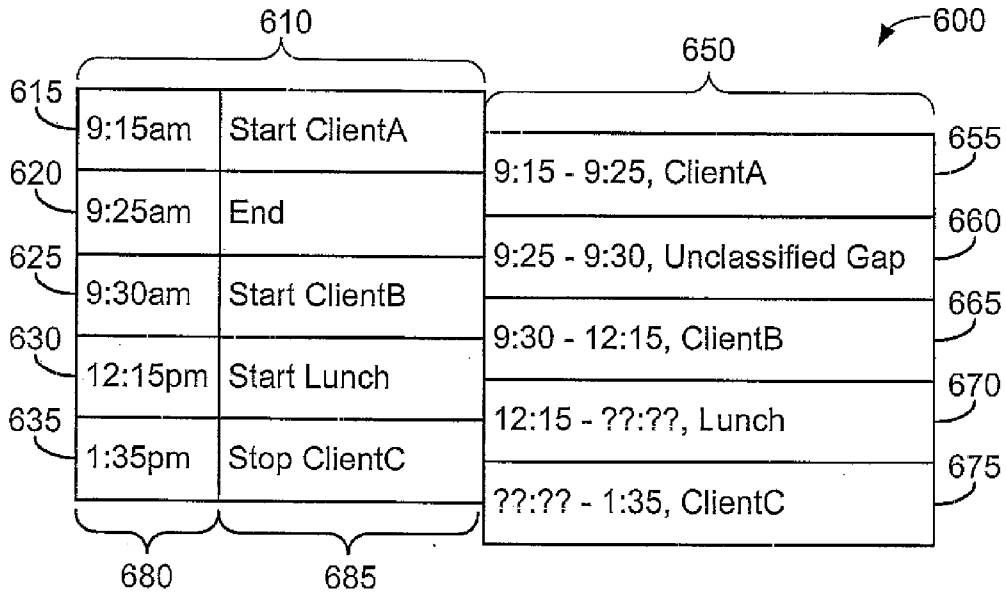 600
610
650
615
9:15am Start ClientA
655
9:15 - 9:25, ClientA
620
9:25am End
660
9:25 - 9:30, Unclassified Gap
625
9:30am Start ClientB
665
9:30 - 12:15, ClientB
630
12:15pm Start Lunch
670
12:15 - ??:??, Lunch
635
1:35pm Stop ClientC
675
??:?? - 1:35, ClientC
680
685